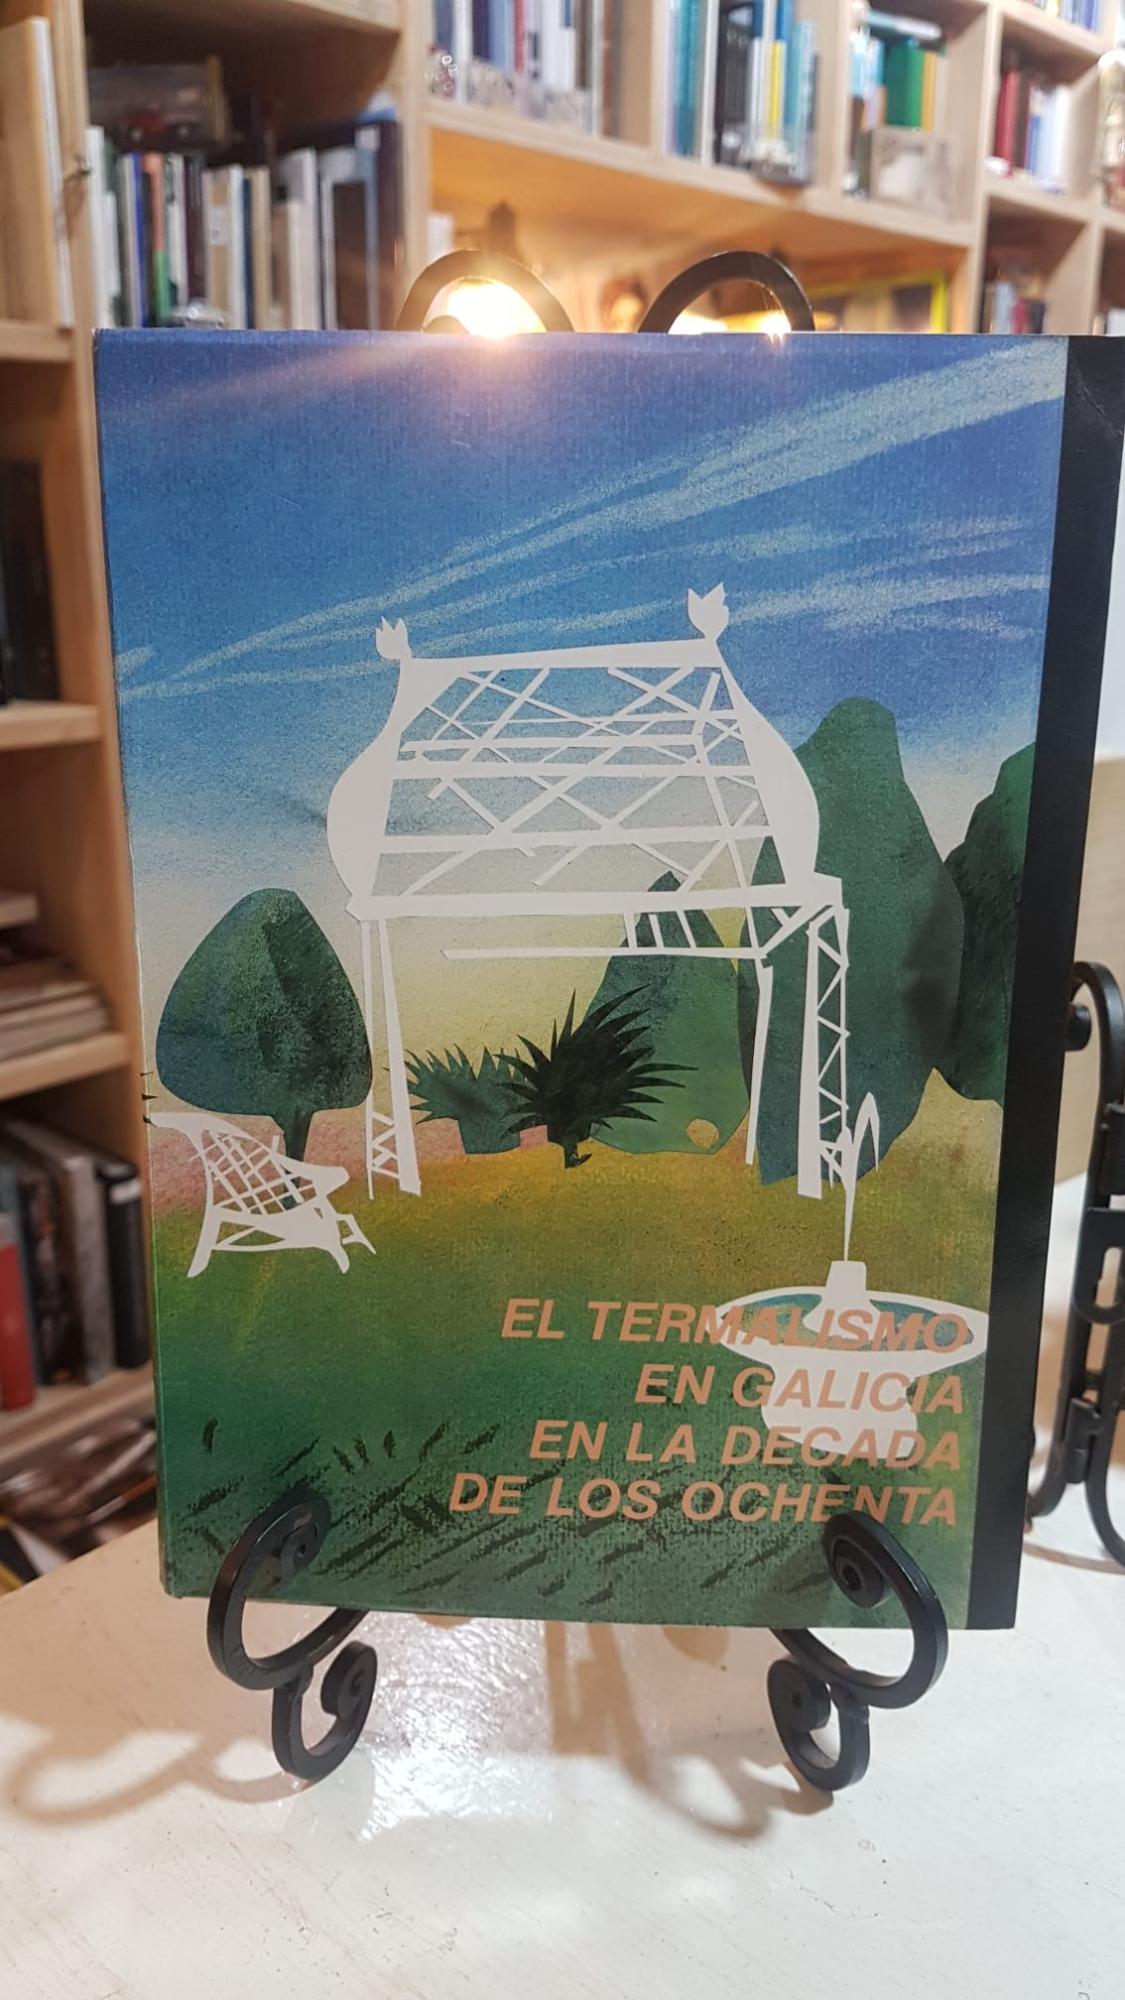 EL TERMALISMO
EN GALICIA
EN LA DECADA
DE LOS OCHENTA